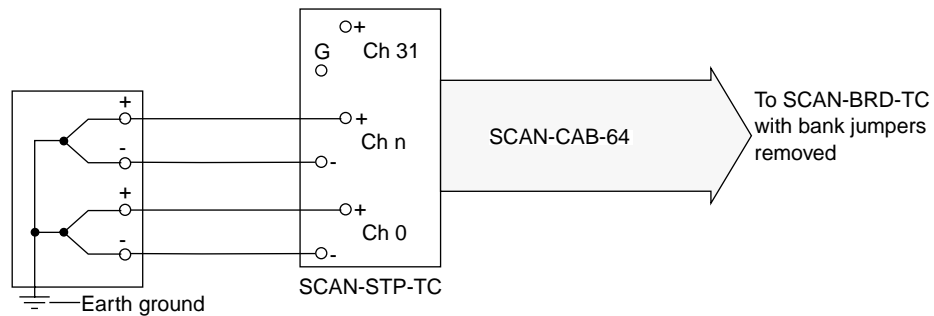 +
Ch 31
G
+
+
Ch n
-
-
+
+
Ch 0
-
-
SCAN-CAB-64
To SCAN-BRD-TC
with bank jumpers
removed
SCAN-STP-TC
Earth ground